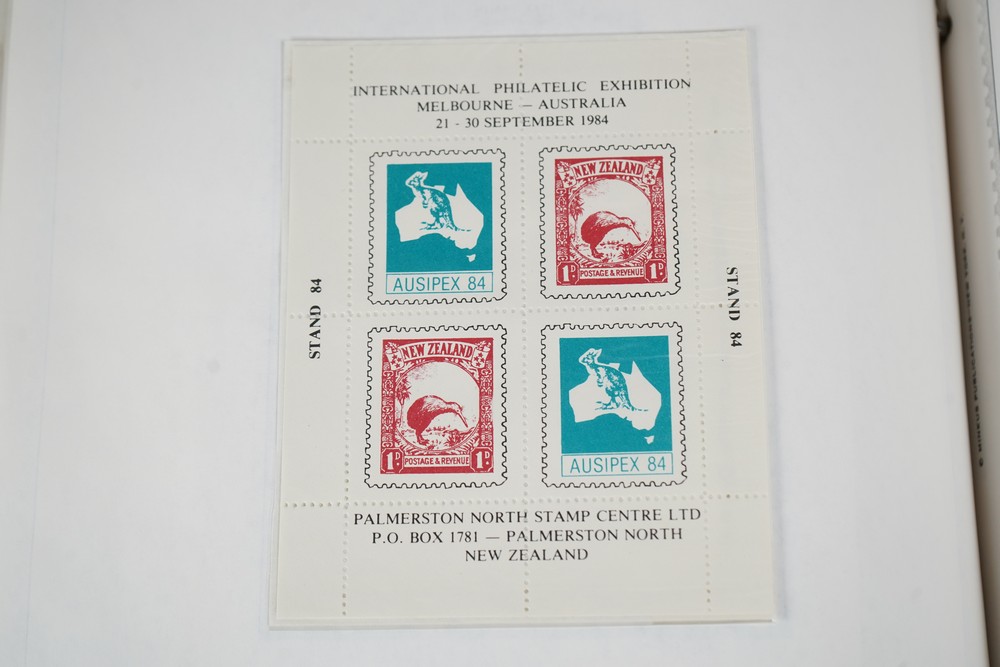 INTERNATIONAL PHILATELIC EXHIBITION
MELBOURNE — AUSTRALIA
21 - 30 SEPTEMBER 1984
AUSIPEX 84
NEW ZEALAND
1D POSTAGE & REVENUE 1D
STAND 84
STAND 84
NEW ZEALAND
1D POSTAGE & REVENUE 1D
AUSIPEX 84
PALMERSTON NORTH STAMP CENTRE LTD
P.O. BOX 1781 — PALMERSTON NORTH
NEW ZEALAND